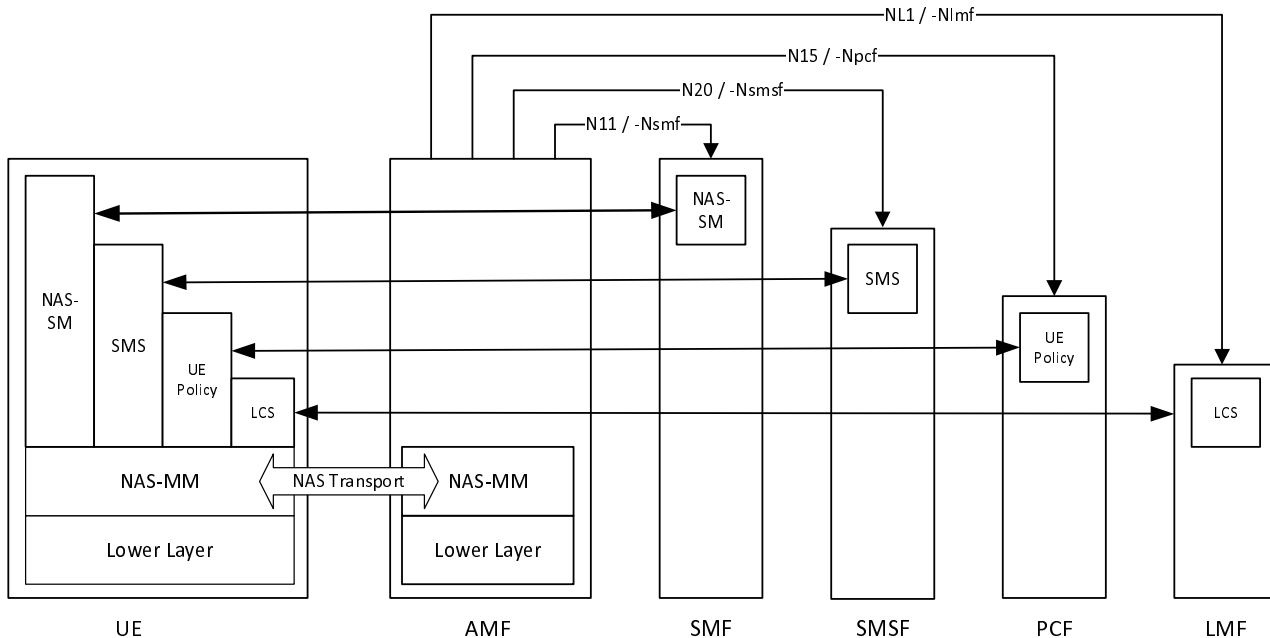 NL1 / -Nlmf
N15 / -Npcf
N20 / -Nsmsf
N11 / -Nsmf
NAS-
SM
SMS
UE
Policy
LCS
NAS-MM
Lower Layer
NAS Transport
NAS-MM
Lower Layer
NAS-
SM
SMS
UE
Policy
LCS
UE
AMF
SMF
SMSF
PCF
LMF